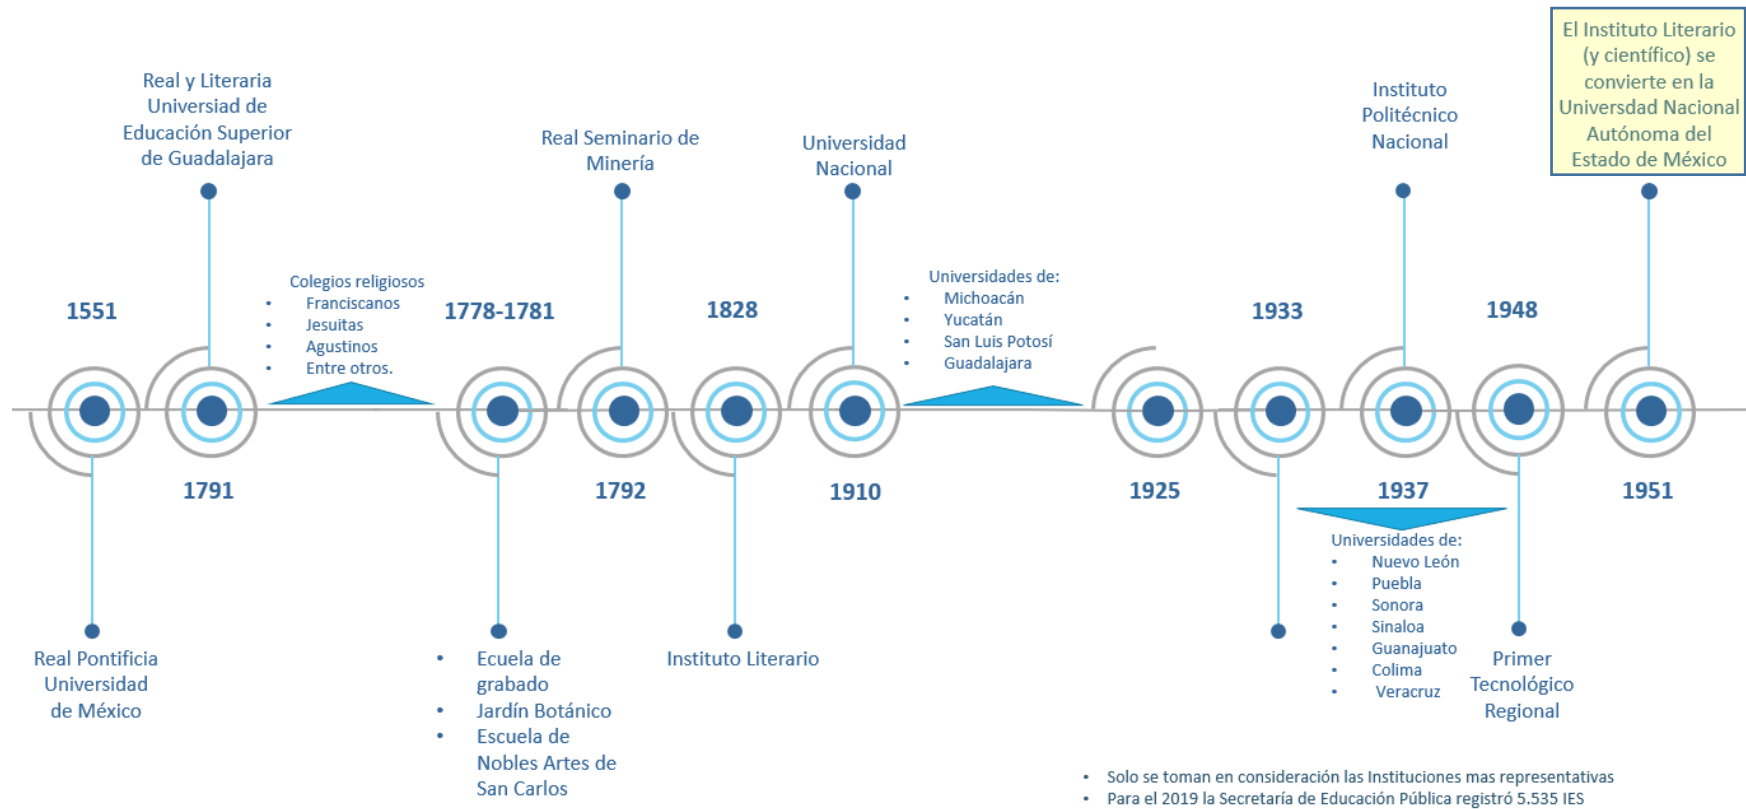 El Instituto Literario
(y científico) se
convierte en la
Universdad Nacional
Autónoma del
Estado de México
Real y Literaria
Universiad de
Educación Superior
de Guadalajara
Real Seminario de
Minería
Universidad
Nacional
Instituto
Politécnico
Nacional
1551
Colegios religiosos
• Franciscanos
• Jesuitas
• Agustinos
• Entre otros.
1778-1781
1828
Universidades de:
• Michoacán
• Yucatán
• San Luis Potosí
• Guadalajara
1933
1948
1791
1792
1910
1925
1937
1951
Universidades de:
• Nuevo León
• Puebla
• Sonora
• Sinaloa
• Guanajuato
• Colima
• Veracruz
Real Pontificia
Universidad
de México
• Ecuela de
grabado
• Jardín Botánico
• Escuela de
Nobles Artes de
San Carlos
Instituto Literario
Primer
Tecnológico
Regional
• Solo se toman en consideración las Instituciones mas representativas
• Para el 2019 la Secretaría de Educación Pública registró 5.535 IES